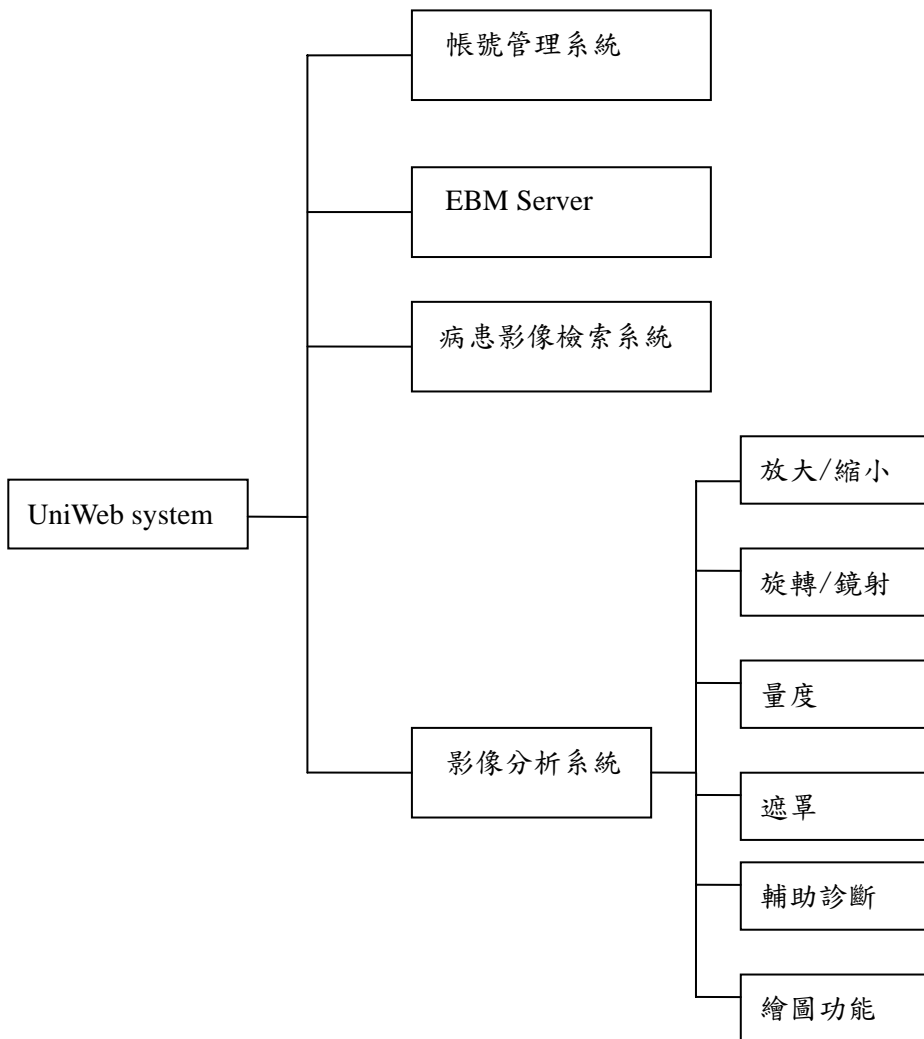 帳號管理系統
EBM Server
病患影像檢索系統
UniWeb system
影像分析系統
放大/縮小
旋轉/鏡射
量度
遮罩
輔助診斷
繪圖功能